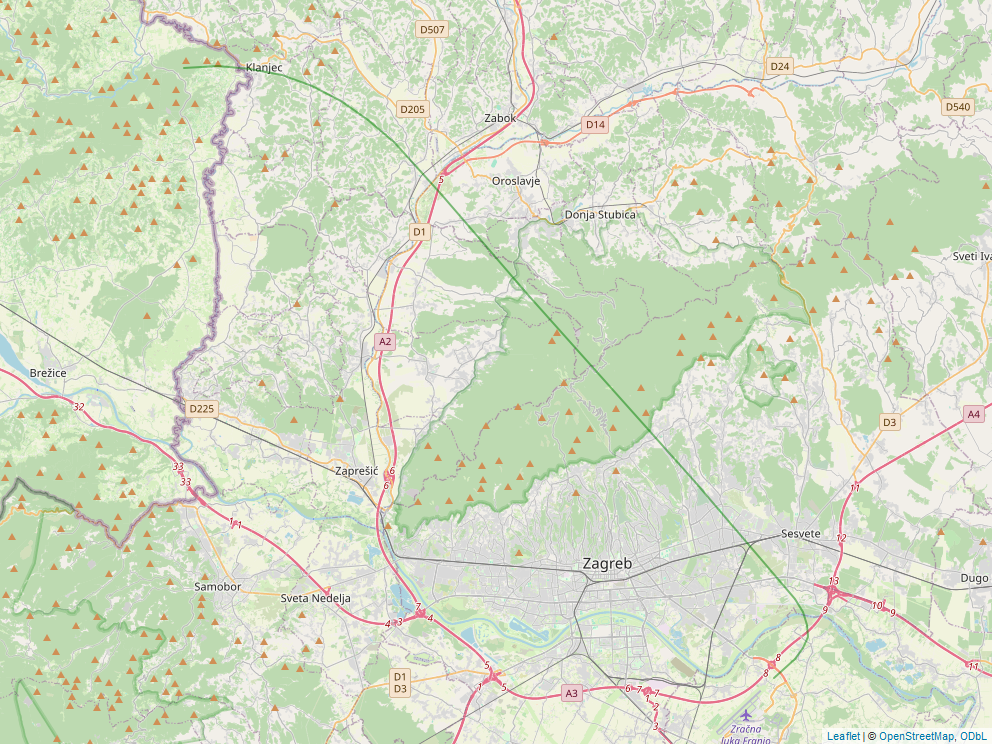 D507
Klanjec
D24
D205
D540
Zabok
D14
5
Oroslavje
Donja Stubica
D1
Sveti Iva
A2
Brežice
32
D225
A4
D3
33
33
Zaprešić
6
6
11
1
1
Sesvete
12
Zagreb
13
Dugo
Samobor
Sveta Nedelja
7
9
10
9
4
3
4
5
8
8
11
D1
D3
1
5
A3
6
7
7
1
2
3
Zračna
luka Franjo
Leaflet | © OpenStreetMap, ODbL